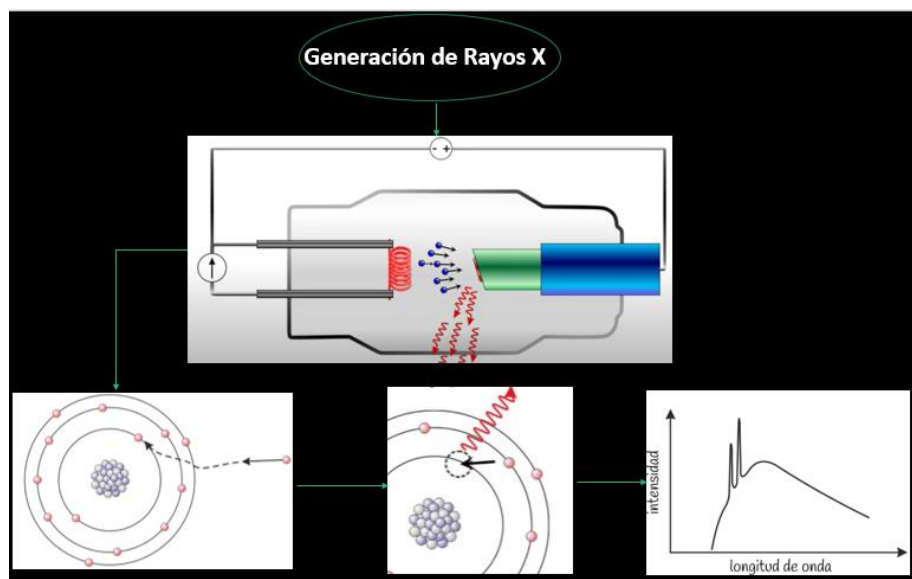 Generación de Rayos X
- +
intensidad
longitud de onda